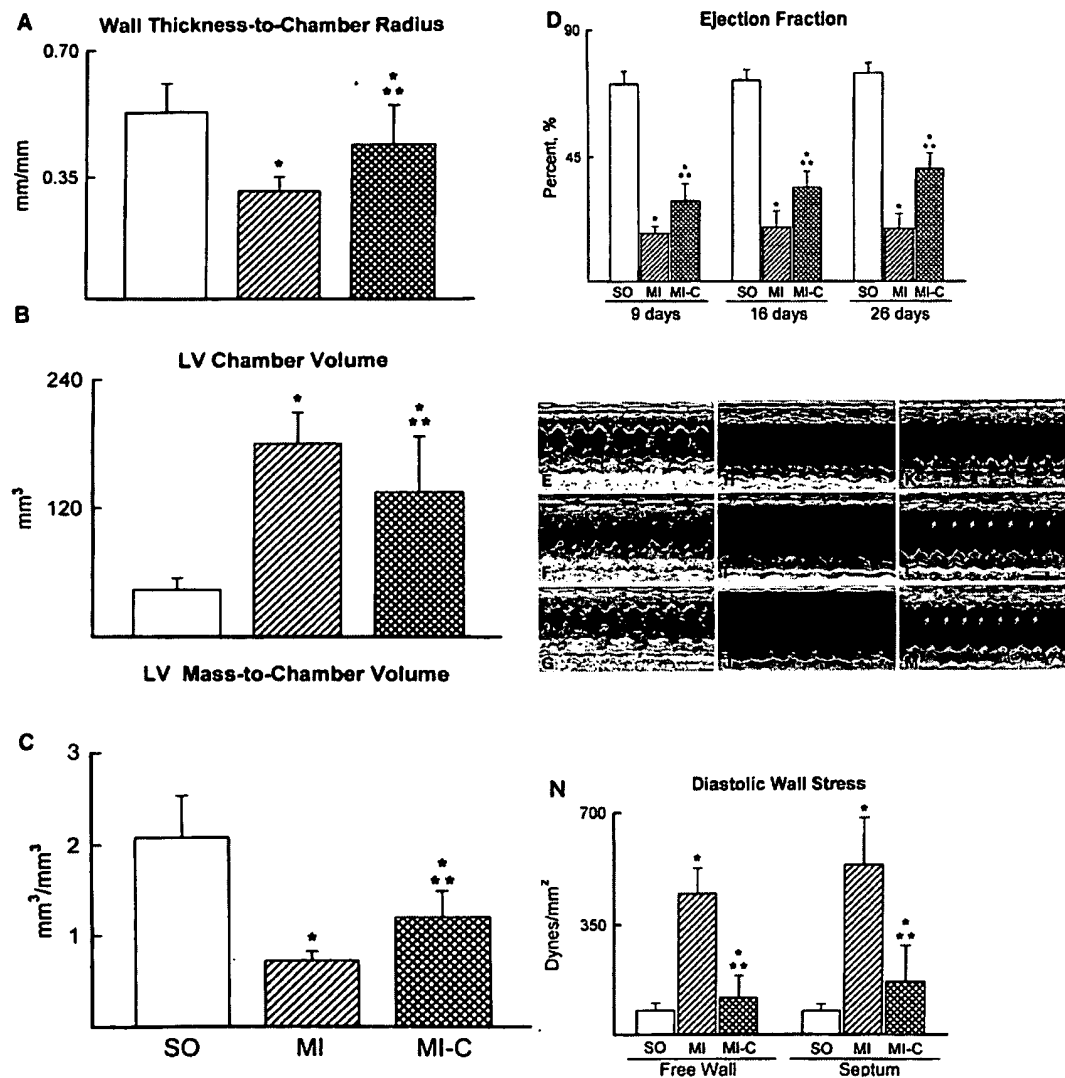 A
Wall Thickness-to-Chamber Radius
0.70
0.35
mm/mm
*
*
**
B
LV Chamber Volume
240
120
mm³
*
*
**
LV Mass-to-Chamber Volume
C
3
2
1
mm³/mm³
*
*
**
SO MI MI-C
D
Ejection Fraction
90
45
Percent, %
*
*
**
*
*
**
*
*
**
SO MI MI-C SO MI MI-C SO MI MI-C
9 days 16 days 26 days
E H K
F I L
G J M
N
Diastolic Wall Stress
700
350
Dynes/mm²
*
*
**
*
*
**
SO MI MI-C SO MI MI-C
Free Wall Septum